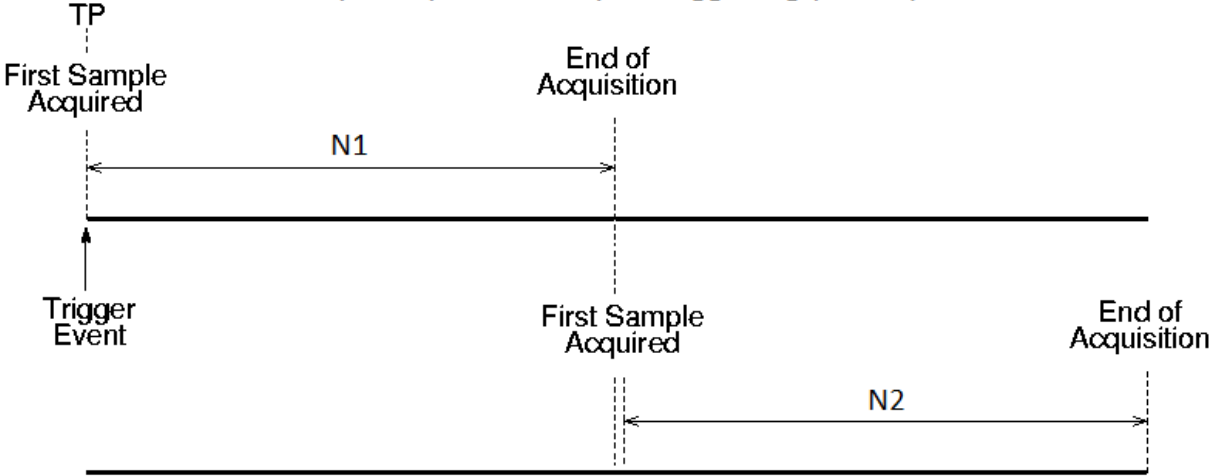 TP
First Sample
Acquired
End of
Acquisition
N1
Trigger
Event
First Sample
Acquired
End of
Acquisition
N2